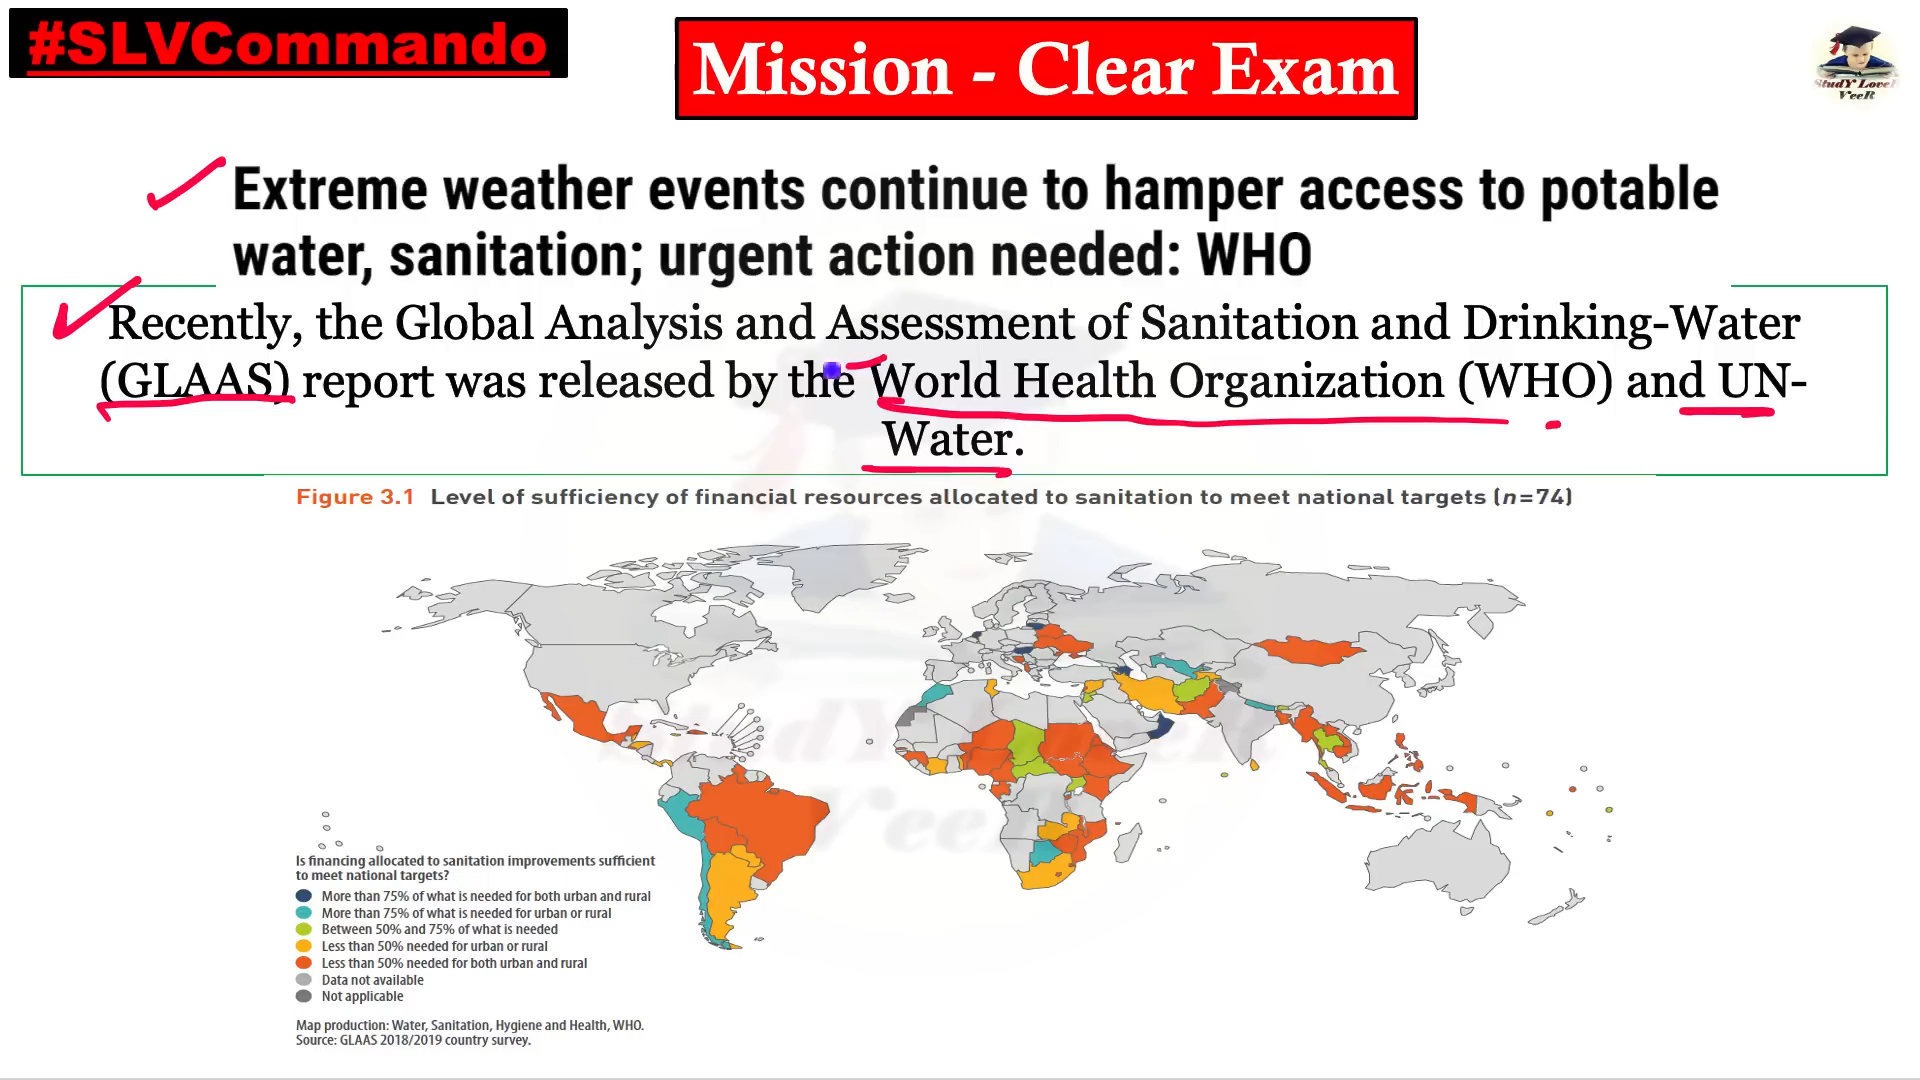 #SLVCommando
Mission - Clear Exam
StudY LoveR
VeeR
Extreme weather events continue to hamper access to potable
water, sanitation; urgent action needed: WHO
Recently, the Global Analysis and Assessment of Sanitation and Drinking-Water
(GLAAS) report was released by the World Health Organization (WHO) and UN-
Water.
Figure 3.1 Level of sufficiency of financial resources allocated to sanitation to meet national targets (n=74)
StudY LoveR
VeeR
Is financing allocated to sanitation improvements sufficient
to meet national targets?
More than 75% of what is needed for both urban and rural
More than 75% of what is needed for urban or rural
Between 50% and 75% of what is needed
Less than 50% needed for urban or rural
Less than 50% needed for both urban and rural
Data not available
Not applicable
Map production: Water, Sanitation, Hygiene and Health, WHO.
Source: GLAAS 2018/2019 country survey.